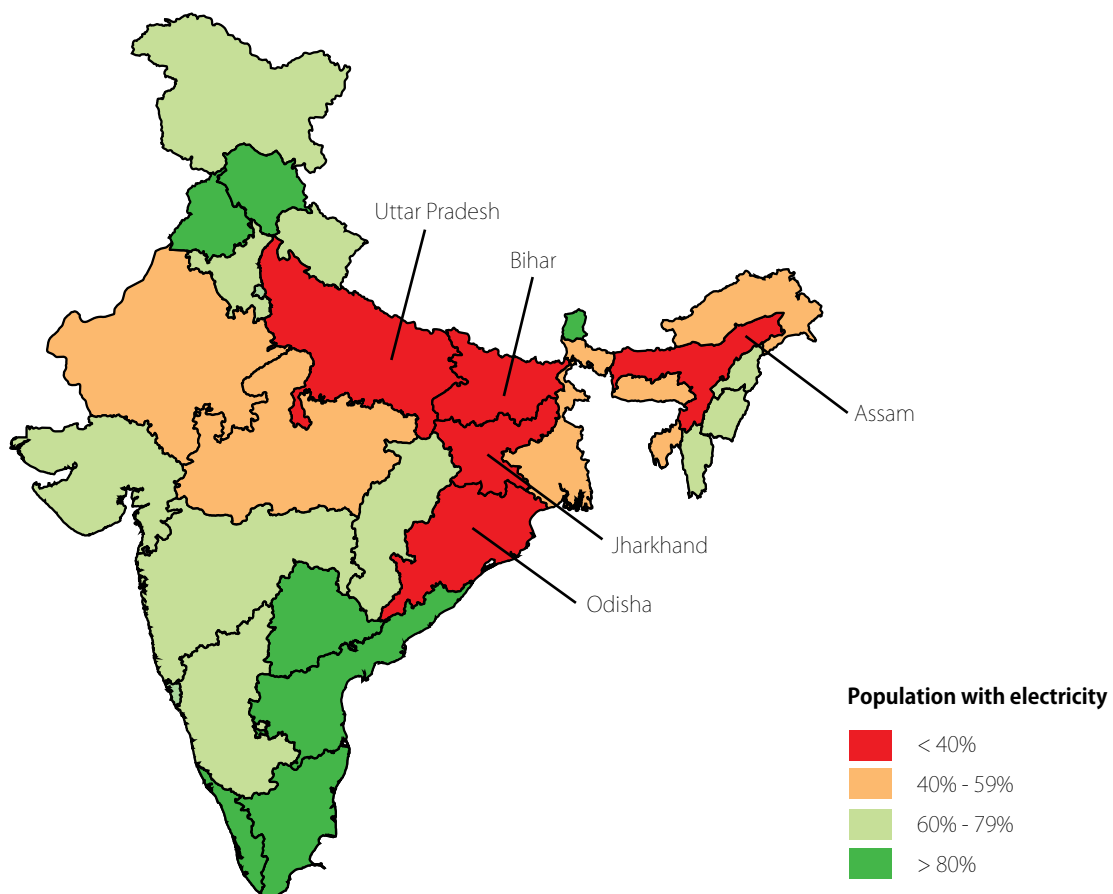 Uttar Pradesh
Bihar
Assam
Jharkhand
Odisha
Population with electricity
< 40%
40% - 59%
60% - 79%
> 80%